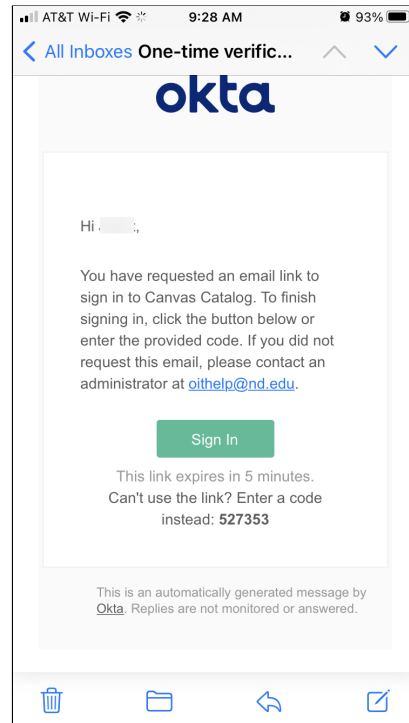 AT&T Wi-Fi 9:28 AM 93%
All Inboxes One-time verific...
okta
Hi
You have requested an email link to
sign in to Canvas Catalog. To finish
signing in, click the button below or
enter the provided code. If you did not
request this email, please contact an
administrator at oithelp@nd.edu.
Sign In
This link expires in 5 minutes.
Can't use the link? Enter a code
instead: 527353
This is an automatically generated message by
Okta. Replies are not monitored or answered.